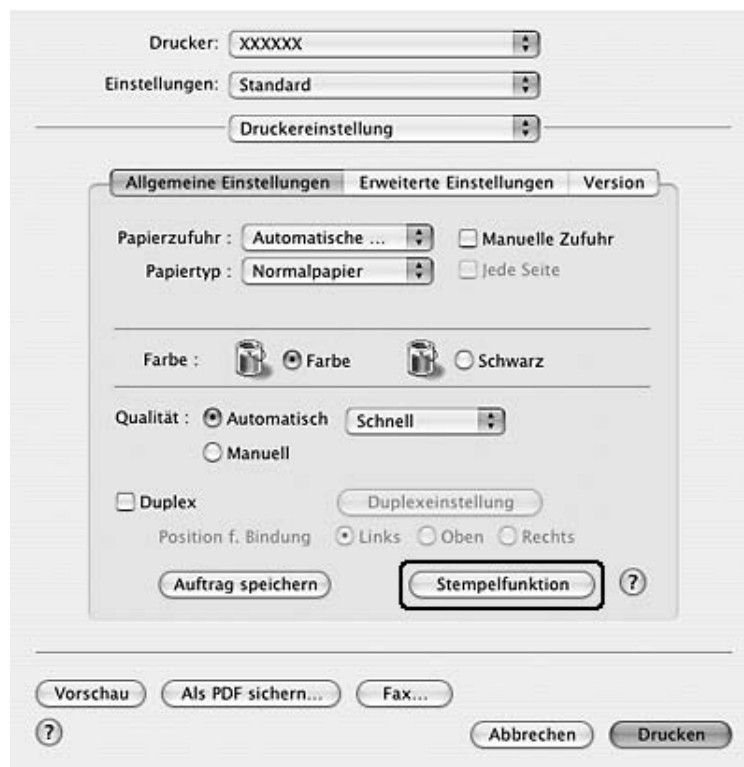 Drucker: XXXXXX
Einstellungen: Standard
Druckereinstellung
Allgemeine Einstellungen Erweiterte Einstellungen Version
Papierzufuhr : Automatische ... Manuelle Zufuhr
Papiertyp : Normalpapier Jede Seite
Farbe : Farbe Schwarz
Qualität : Automatisch Schnell
Manuell
Duplex Duplexeinstellung
Position f. Bindung Links Oben Rechts
Auftrag speichern Stempelfunktion ?
Vorschau Als PDF sichern... Fax...
? Abbrechen Drucken